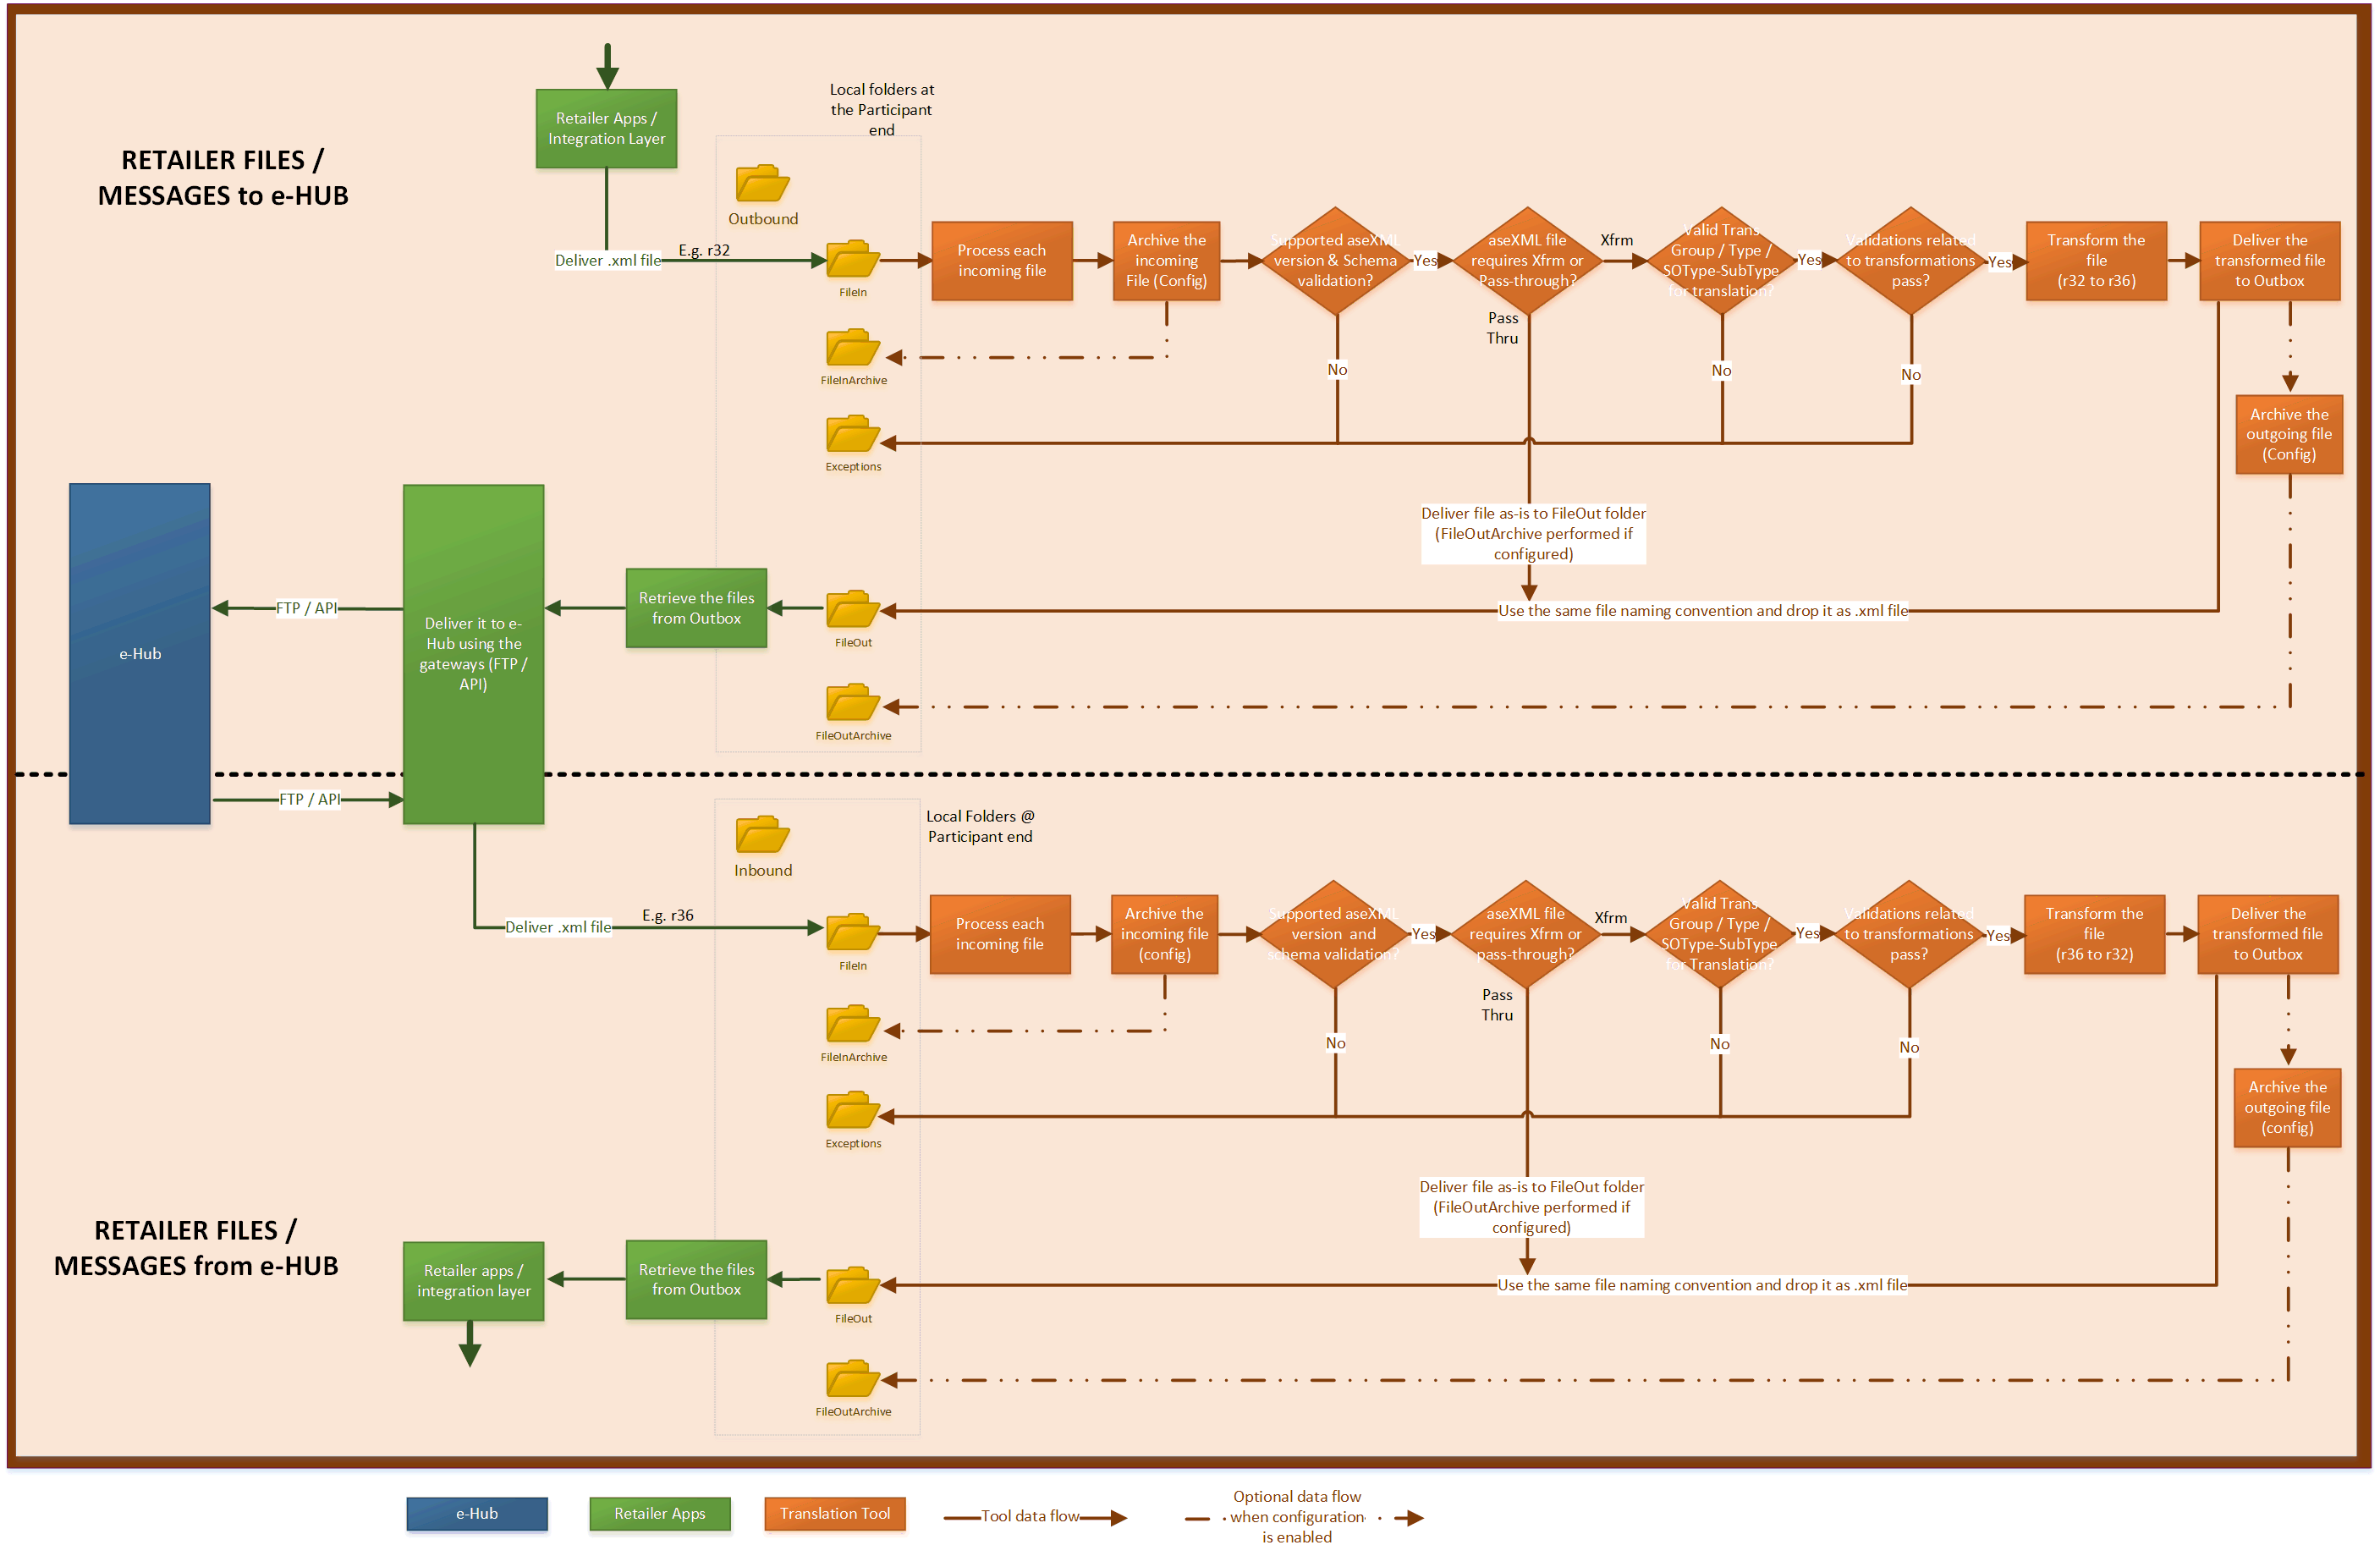 RETAILER FILES /
MESSAGES to e-HUB
Retailer Apps /
Integration Layer
Deliver .xml file
E.g. r32
Local folders at
the Participant
end
Outbound
FileIn
FileInArchive
Exceptions
FileOut
FileOutArchive
Process each
incoming file
Archive the
incoming
File (Config)
Supported aseXML
version & Schema
validation?
Yes
No
aseXML file
requires Xfrm or
Pass-through?
Xfrm
Pass
Thru
Valid Trans
Group / Type /
SOType-SubType
for translation?
Yes
No
Validations related
to transformations
pass?
Yes
No
Transform the
file
(r32 to r36)
Deliver the
transformed file
to Outbox
Archive the
outgoing file
(Config)
Deliver file as-is to FileOut folder
(FileOutArchive performed if
configured)
Use the same file naming convention and drop it as .xml file
Retrieve the files
from Outbox
Deliver it to e-
Hub using the
gateways (FTP /
API)
FTP / API
e-Hub
FTP / API
Deliver .xml file
E.g. r36
Local Folders @
Participant end
Inbound
FileIn
FileInArchive
Exceptions
FileOut
FileOutArchive
Process each
incoming file
Archive the
incoming file
(config)
Supported aseXML
version and
schema validation?
Yes
No
aseXML file
requires Xfrm or
pass-through?
Xfrm
Pass
Thru
Valid Trans
Group / Type /
SOType-SubType
for Translation?
Yes
No
Validations related
to transformations
pass?
Yes
No
Transform the
file
(r36 to r32)
Deliver the
transformed file
to Outbox
Archive the
outgoing file
(config)
Deliver file as-is to FileOut folder
(FileOutArchive performed if
configured)
Use the same file naming convention and drop it as .xml file
RETAILER FILES /
MESSAGES from e-HUB
Retailer apps /
integration layer
Retrieve the files
from Outbox
e-Hub
Retailer Apps
Translation Tool
Tool data flow
Optional data flow
when configuration
is enabled